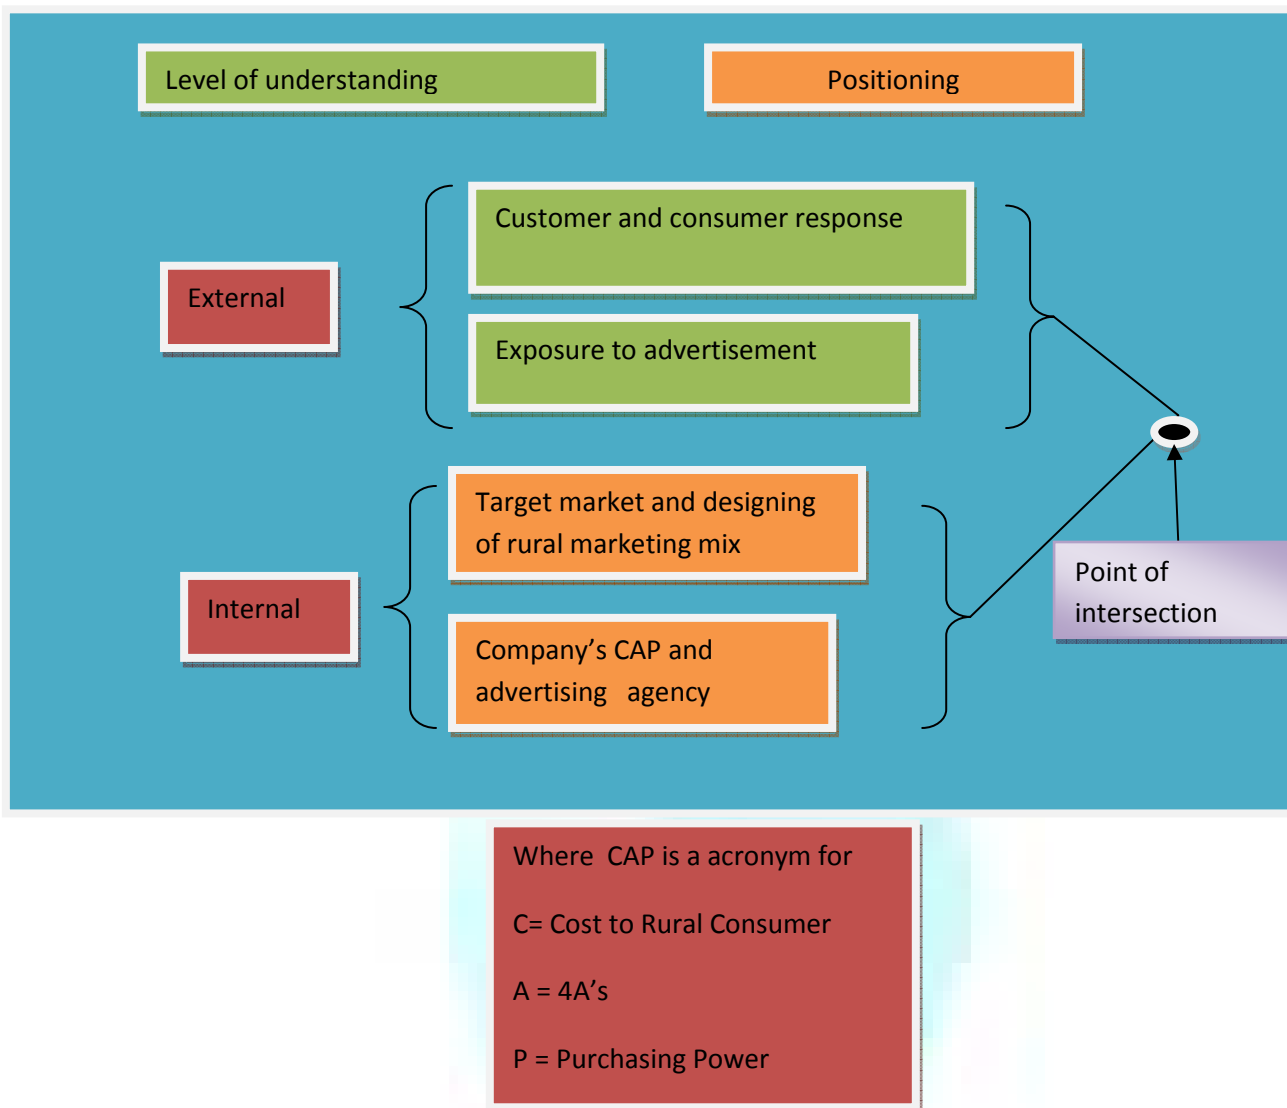 Level of understanding
Positioning
Customer and consumer response
External
Exposure to advertisement
Target market and designing
of rural marketing mix
Internal
Company’s CAP and
advertising agency
Point of
intersection
Where CAP is a acronym for
C= Cost to Rural Consumer
A = 4A’s
P = Purchasing Power